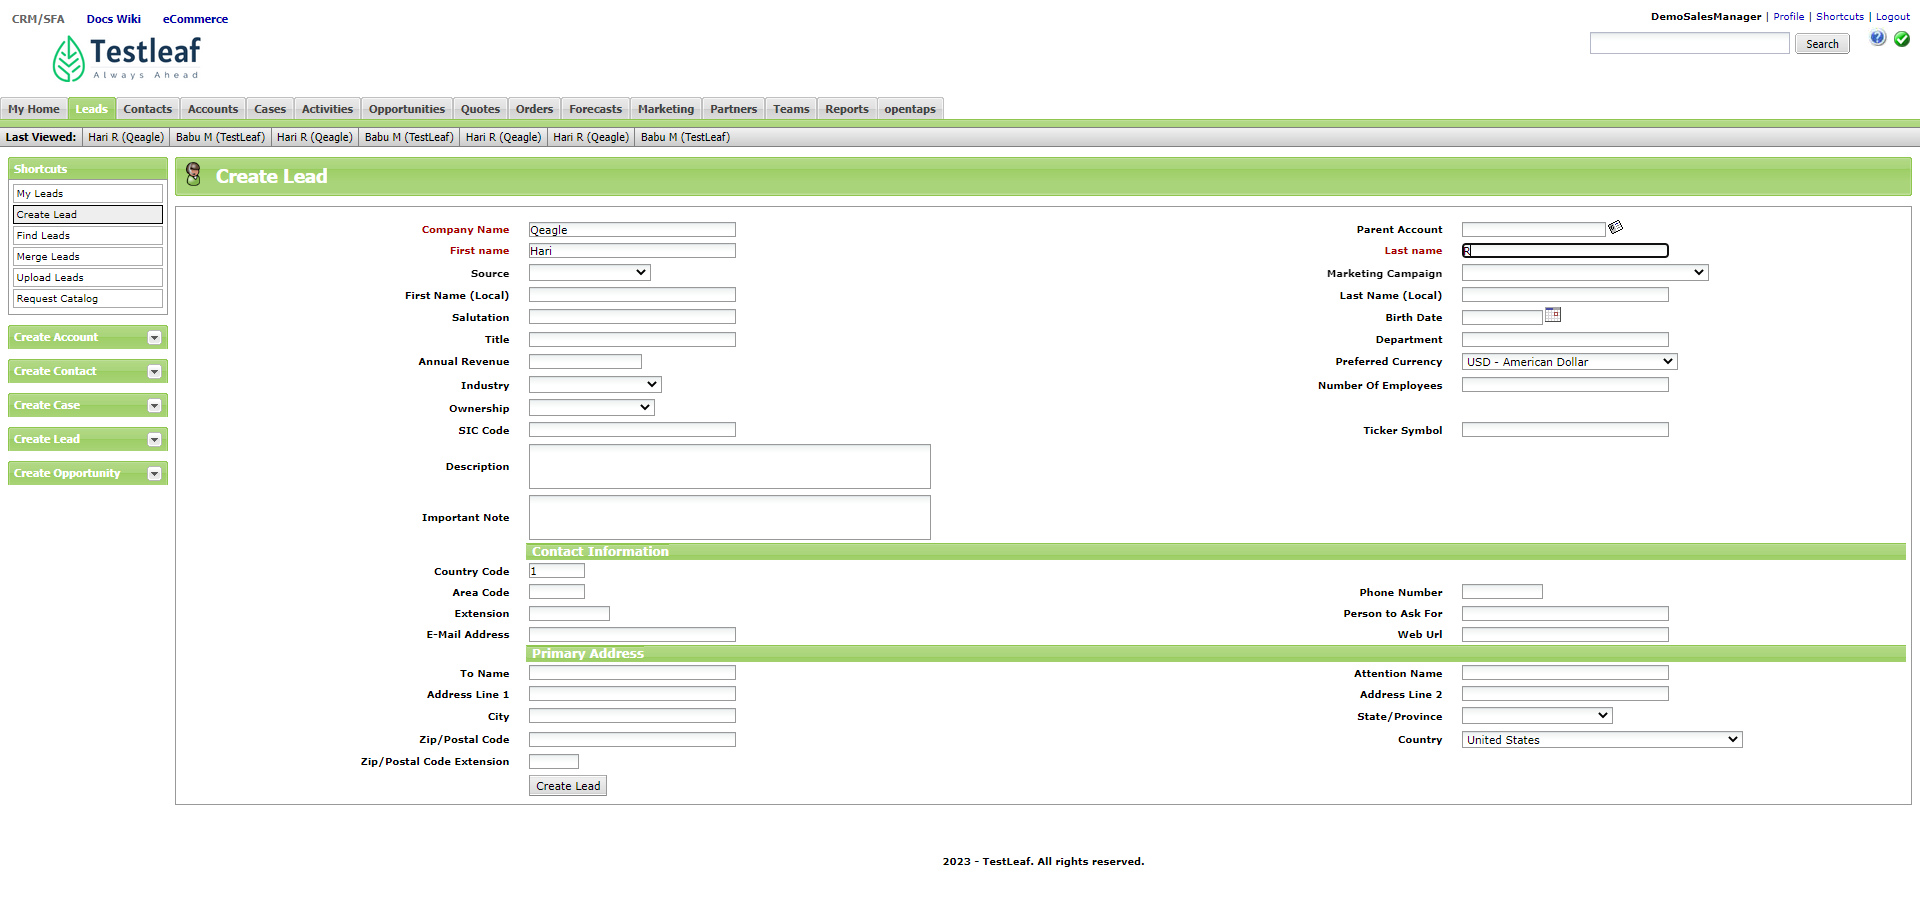 CRM/SFA Docs Wiki eCommerce
DemoSalesManager | Profile | Shortcuts | Logout
Testleaf
Always Ahead
Search
My Home Leads Contacts Accounts Cases Activities Opportunities Quotes Orders Forecasts Marketing Partners Teams Reports opentaps
Last Viewed: Hari R (Qeagle) Babu M (TestLeaf) Hari R (Qeagle) Babu M (TestLeaf) Hari R (Qeagle) Hari R (Qeagle) Babu M (TestLeaf)
Shortcuts
My Leads
Create Lead
Find Leads
Merge Leads
Upload Leads
Request Catalog
Create Account
Create Contact
Create Case
Create Lead
Create Opportunity
Create Lead
Company Name Qeagle Parent Account
First name Hari Last name R
Source Marketing Campaign
First Name (Local) Last Name (Local)
Salutation Birth Date
Title Department
Annual Revenue Preferred Currency USD - American Dollar
Industry Number Of Employees
Ownership
SIC Code Ticker Symbol
Description
Important Note
Contact Information
Country Code 1
Area Code Phone Number
Extension Person to Ask For
E-Mail Address Web Url
Primary Address
To Name Attention Name
Address Line 1 Address Line 2
City State/Province
Zip/Postal Code Country United States
Zip/Postal Code Extension
Create Lead
2023 - TestLeaf. All rights reserved.